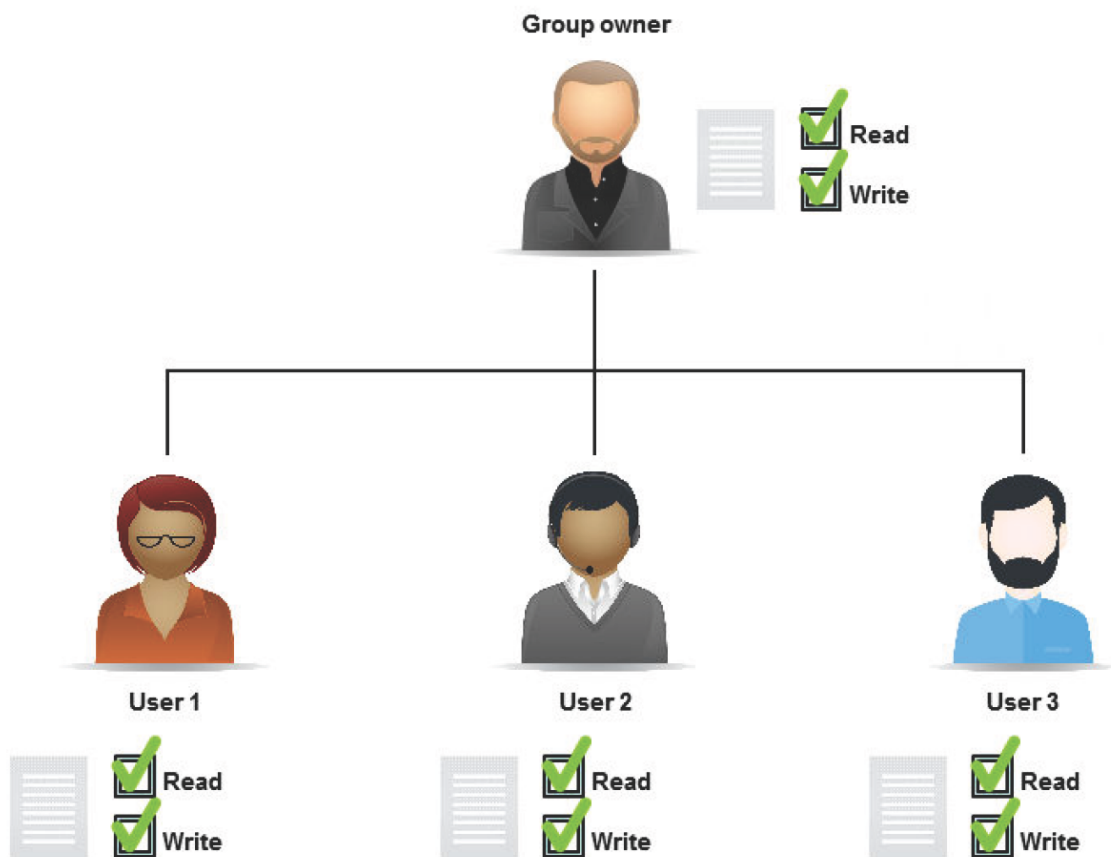 Group owner
Read
Write
User 1
User 2
User 3
Read
Read
Read
Write
Write
Write